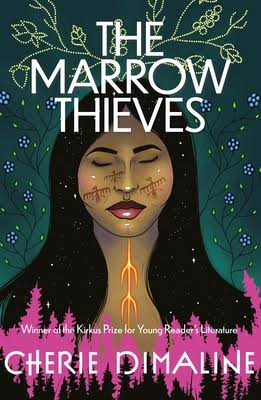 THE
MARROW
THIEVES
Winner of the Kirkus Prize for Young Reader's Literature
CHERIE DIMALINE